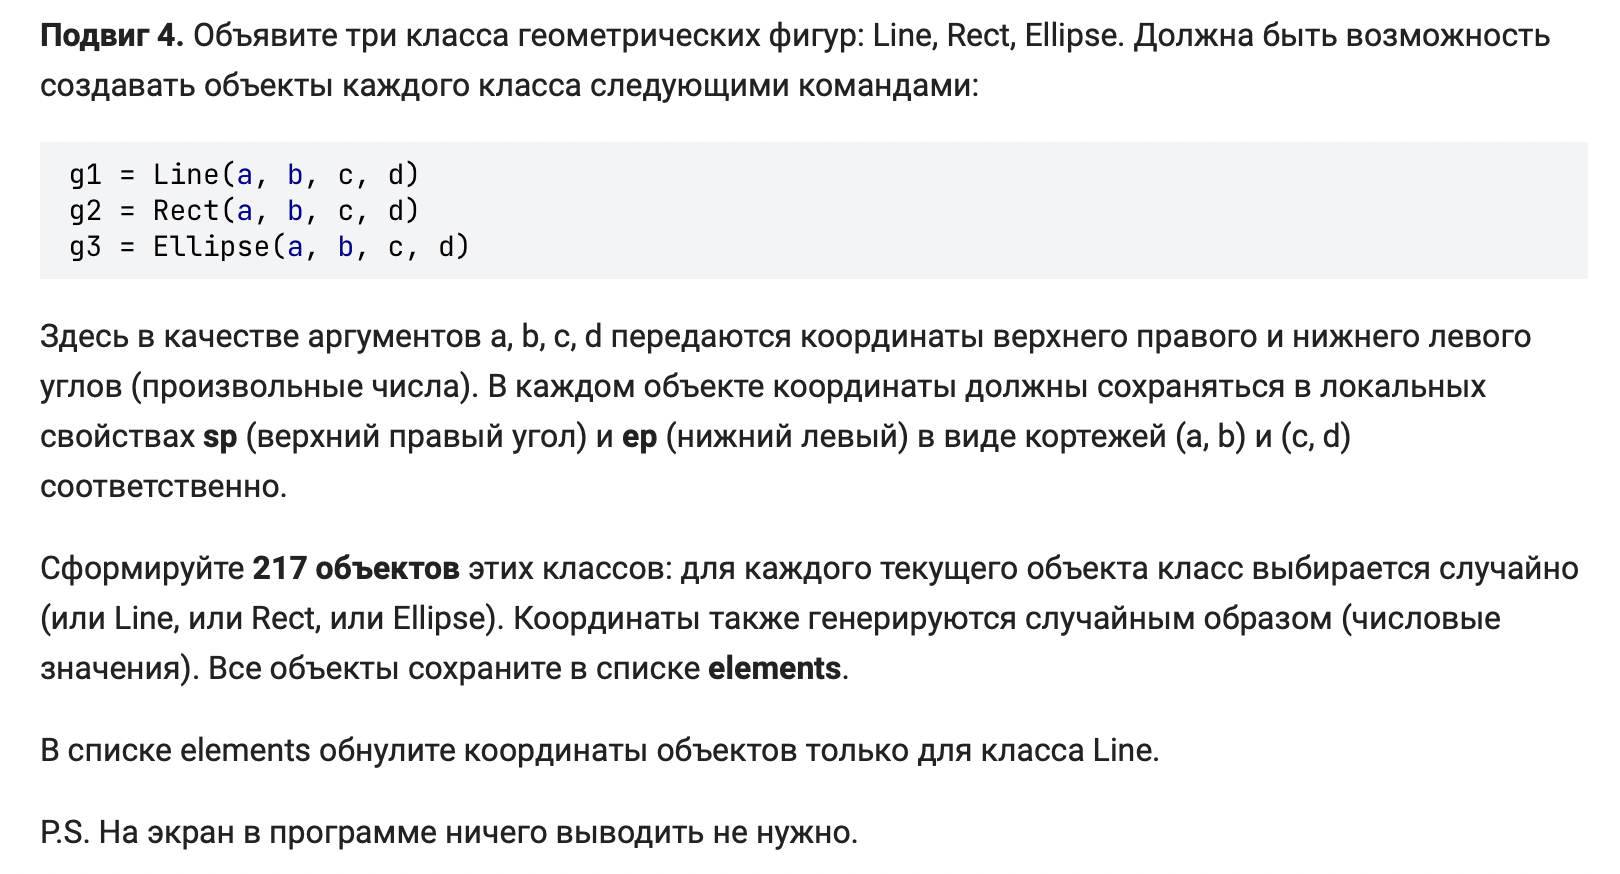 Подвиг 4. Объявите три класса геометрических фигур: Line, Rect, Ellipse. Должна быть возможность
создавать объекты каждого класса следующими командами:
g1 = Line(a, b, c, d)
g2 = Rect(a, b, c, d)
g3 = Ellipse(a, b, c, d)
Здесь в качестве аргументов a, b, c, d передаются координаты верхнего правого и нижнего левого
углов (произвольные числа). В каждом объекте координаты должны сохраняться в локальных
свойствах sp (верхний правый угол) и ep (нижний левый) в виде кортежей (a, b) и (c, d)
соответственно.
Сформируйте 217 объектов этих классов: для каждого текущего объекта класс выбирается случайно
(или Line, или Rect, или Ellipse). Координаты также генерируются случайным образом (числовые
значения). Все объекты сохраните в списке elements.
В списке elements обнулите координаты объектов только для класса Line.
P.S. На экран в программе ничего выводить не нужно.